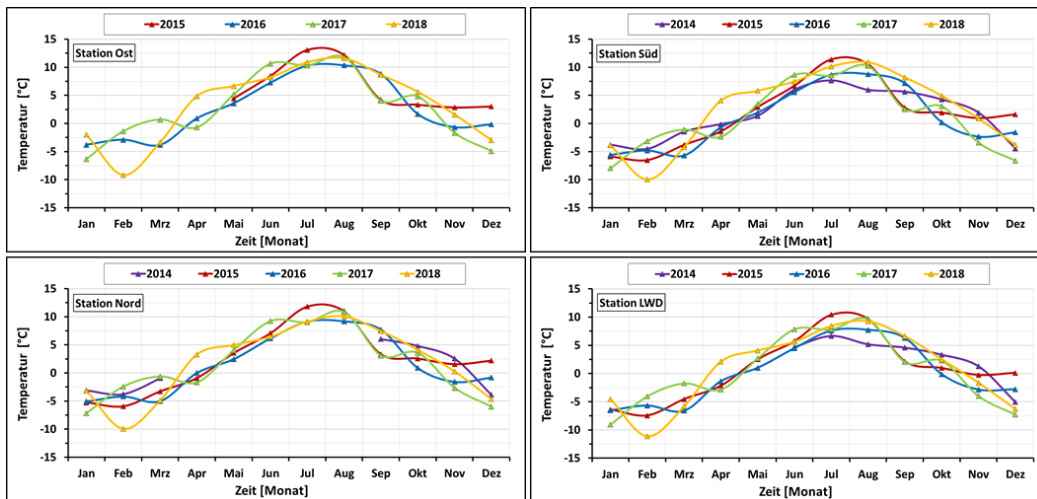 2015 2016 2017 2018
Station Ost
Temperatur [°C]
15
10
5
0
-5
-10
-15
Jan Feb Mrz Apr Mai Jun Jul Aug Sep Okt Nov Dez
Zeit [Monat]
2014 2015 2016 2017 2018
Station Süd
Temperatur [°C]
15
10
5
0
-5
-10
-15
Jan Feb Mrz Apr Mai Jun Jul Aug Sep Okt Nov Dez
Zeit [Monat]
2014 2015 2016 2017 2018
Station Nord
Temperatur [°C]
15
10
5
0
-5
-10
-15
Jan Feb Mrz Apr Mai Jun Jul Aug Sep Okt Nov Dez
Zeit [Monat]
2014 2015 2016 2017 2018
Station LWD
Temperatur [°C]
15
10
5
0
-5
-10
-15
Jan Feb Mrz Apr Mai Jun Jul Aug Sep Okt Nov Dez
Zeit [Monat]